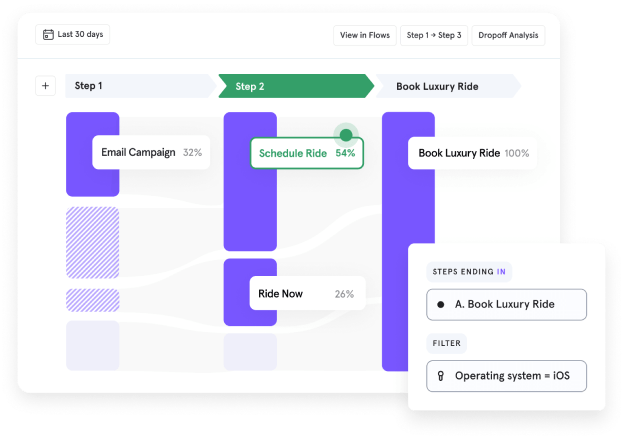 Last 30 days
View in Flows
Step 1 → Step 3
Dropoff Analysis
+
Step 1
Step 2
Book Luxury Ride
Email Campaign 32%
Schedule Ride 54%
Book Luxury Ride 100%
Ride Now 26%
STEPS ENDING IN
A. Book Luxury Ride
FILTER
Operating system = iOS